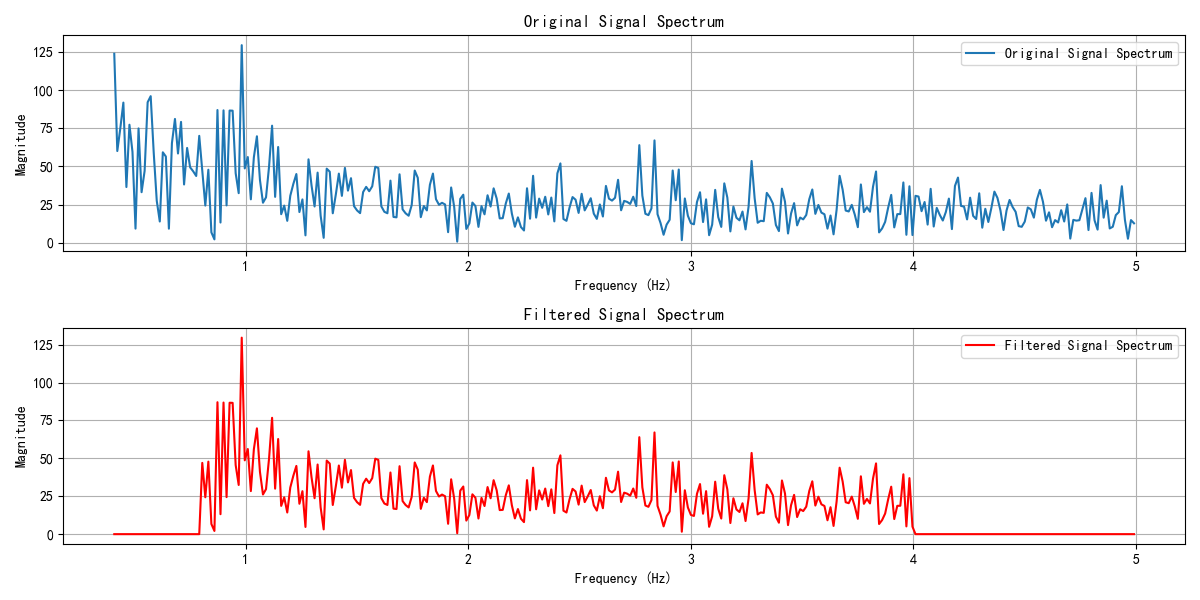 Original Signal Spectrum
125
100
75
50
25
0
Magnitude
Original Signal Spectrum
1
2
3
4
5
Frequency (Hz)
Filtered Signal Spectrum
125
100
75
50
25
0
Magnitude
Filtered Signal Spectrum
1
2
3
4
5
Frequency (Hz)